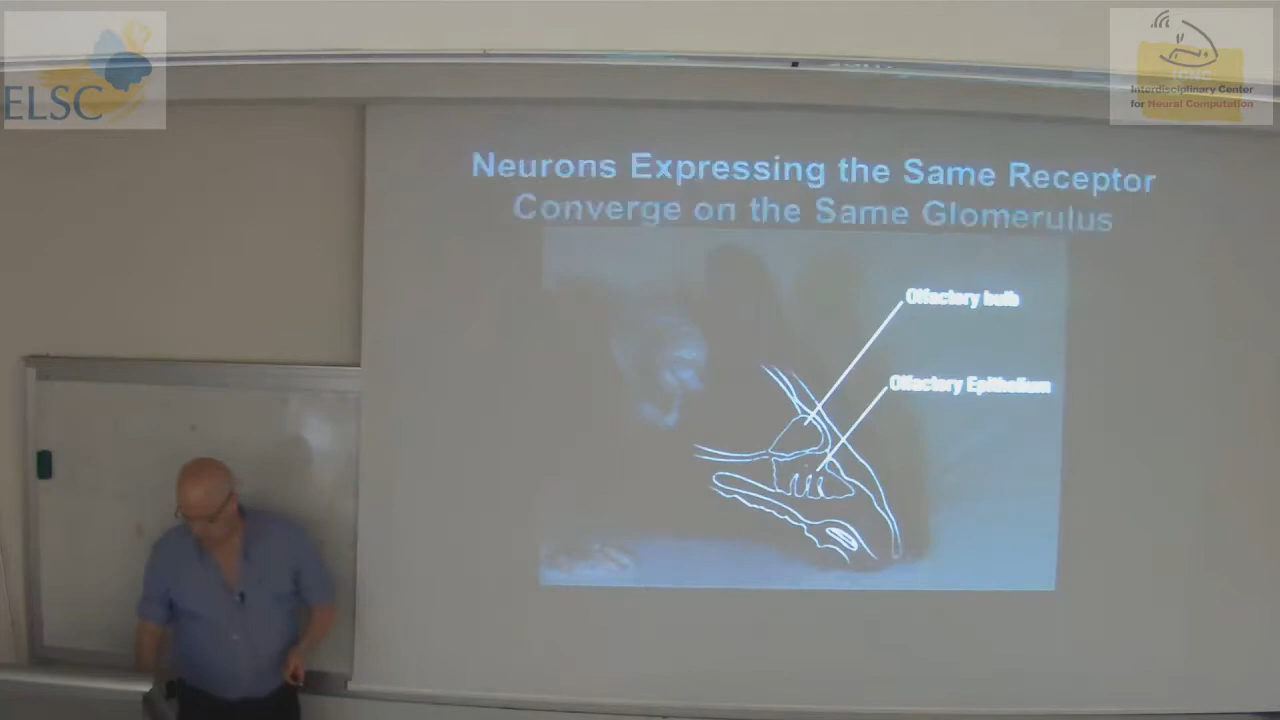 ELSC
ICNC
Interdisciplinary Center
for Neural Computation
Neurons Expressing the Same Receptor
Converge on the Same Glomerulus
Olfactory bulb
Olfactory Epithelium